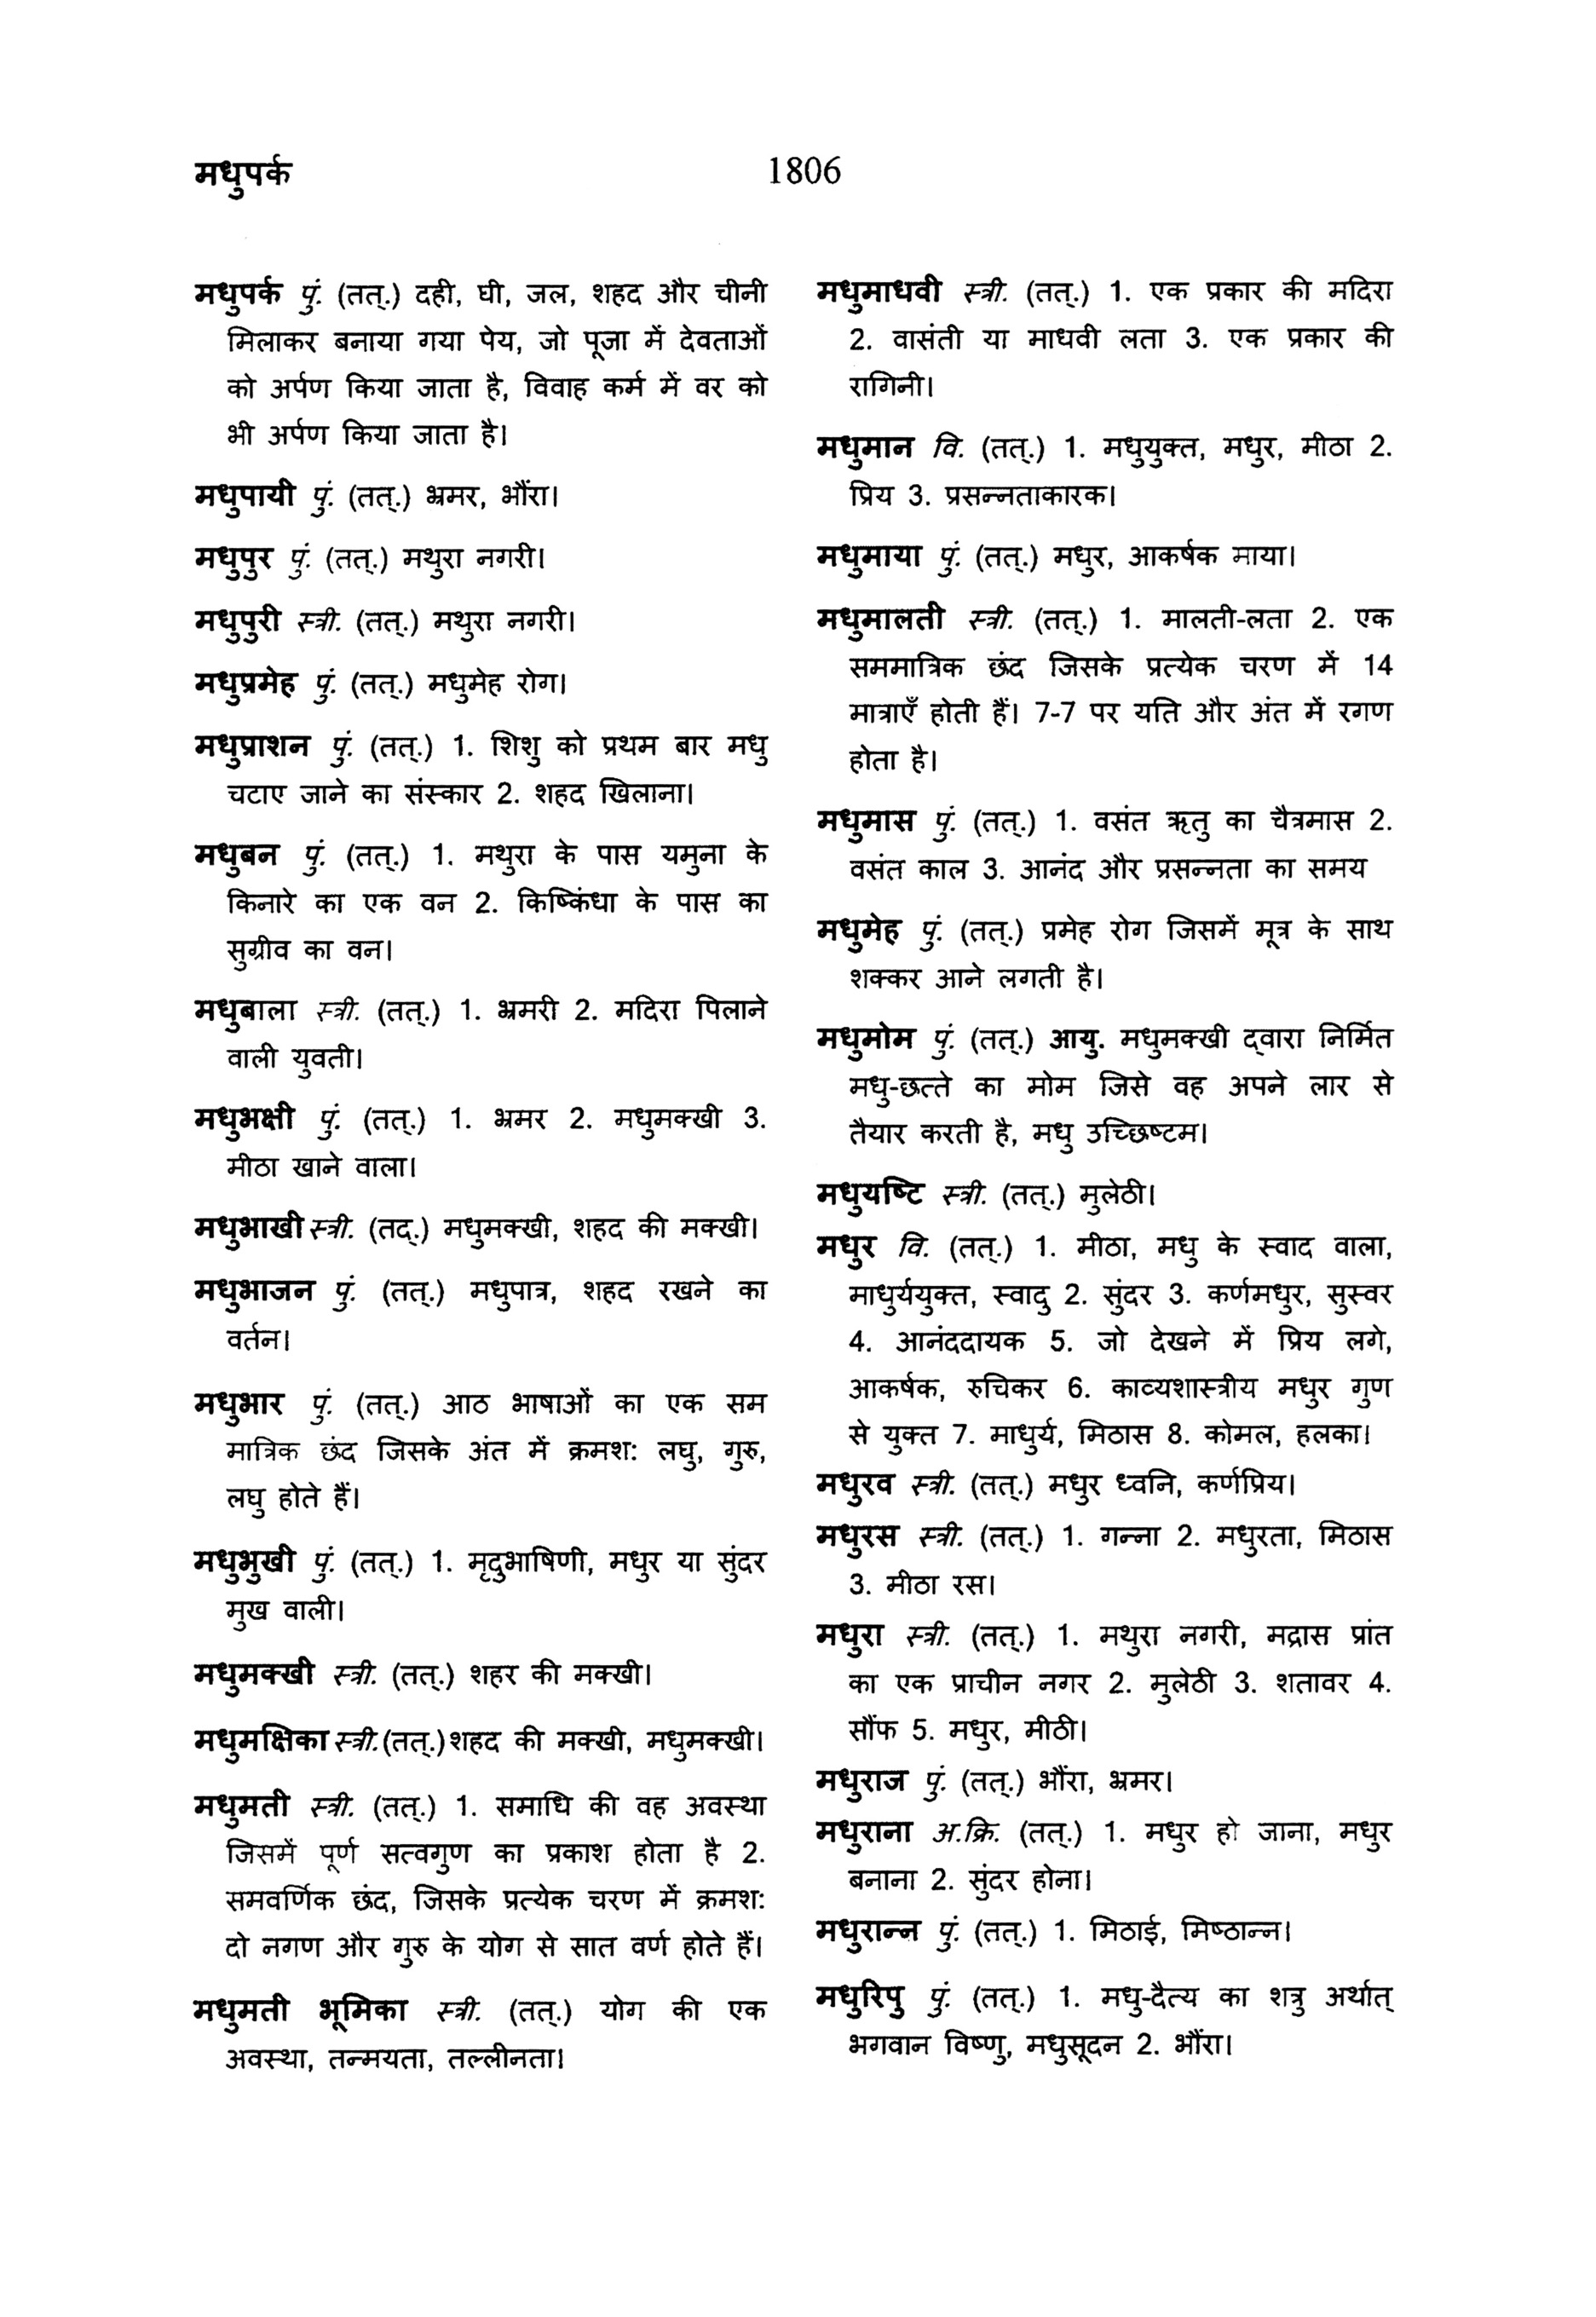 मधुपर्क
1806
मधुपर्क पुं. (तत्.) दही, घी, जल, शहद और चीनी
मिलाकर बनाया गया पेय, जो पूजा में देवताओं
को अर्पण किया जाता है, विवाह कर्म में वर को
भी अर्पण किया जाता है।
मधुपायी पुं. (तत्.) भ्रमर, भौंरा।
मधुपुर पुं. (तत्.) मथुरा नगरी।
मधुपुरी स्त्री. (तत्.) मथुरा नगरी।
मधुप्रमेह पुं. (तत्.) मधुमेह रोग।
मधुप्राशन पुं. (तत्.) 1. शिशु को प्रथम बार मधु
चटाए जाने का संस्कार 2. शहद खिलाना।
मधुबन पुं. (तत्.) 1. मथुरा के पास यमुना के
किनारे का एक वन 2. किष्किंधा के पास का
सुग्रीव का वन।
मधुबाला स्त्री. (तत्.) 1. भ्रमरी 2. मदिरा पिलाने
वाली युवती।
मधुभक्षी पुं. (तत्.) 1. भ्रमर 2. मधुमक्खी 3.
मीठा खाने वाला।
मधुभाखी स्त्री. (तद्.) मधुमक्खी, शहद की मक्खी।
मधुभाजन पुं. (तत्.) मधुपात्र, शहद रखने का
वर्तन।
मधुभार पुं. (तत्.) आठ भाषाओं का एक सम
मात्रिक छंद जिसके अंत में क्रमश: लघु, गुरु,
लघु होते हैं।
मधुभुखी पुं. (तत्.) 1. मृदुभाषिणी, मधुर या सुंदर
मुख वाली।
मधुमक्खी स्त्री. (तत्.) शहर की मक्खी।
मधुमक्षिका स्त्री. (तत्.) शहद की मक्खी, मधुमक्खी।
मधुमती स्त्री. (तत्.) 1. समाधि की वह अवस्था
जिसमें पूर्ण सत्वगुण का प्रकाश होता है 2.
समवर्णिक छंद, जिसके प्रत्येक चरण में क्रमश:
दो नगण और गुरु के योग से सात वर्ण होते हैं।
मधुमती भूमिका स्त्री. (तत्.) योग की एक
अवस्था, तन्मयता, तल्लीनता।
मधुमाधवी स्त्री. (तत्.) 1. एक प्रकार की मदिरा
2. वासंती या माधवी लता 3. एक प्रकार की
रागिनी।
मधुमान वि. (तत्.) 1. मधुयुक्त, मधुर, मीठा 2.
प्रिय 3. प्रसन्नताकारक।
मधुमाया पुं. (तत्.) मधुर, आकर्षक माया।
मधुमालती स्त्री. (तत्.) 1. मालती-लता 2. एक
सममात्रिक छंद जिसके प्रत्येक चरण में 14
मात्राएँ होती हैं। 7-7 पर यति और अंत में रगण
होता है।
मधुमास पुं. (तत्.) 1. वसंत ऋतु का चैत्रमास 2.
वसंत काल 3. आनंद और प्रसन्नता का समय
मधुमेह पुं. (तत्.) प्रमेह रोग जिसमें मूत्र के साथ
शक्कर आने लगती है।
मधुमोम पुं. (तत्.) आयु. मधुमक्खी द्‌वारा निर्मित
मधु-छत्ते का मोम जिसे वह अपने लार से
तैयार करती है, मधु उच्छिष्टम।
मधुयष्टि स्त्री. (तत्.) मुलेठी।
मधुर वि. (तत्.) 1. मीठा, मधु के स्वाद वाला,
माधुर्ययुक्त, स्वादु 2. सुंदर 3. कर्णमधुर, सुस्वर
4. आनंददायक 5. जो देखने में प्रिय लगे,
आकर्षक, रुचिकर 6. काव्यशास्त्रीय मधुर गुण
से युक्त 7. माधुर्य, मिठास 8. कोमल, हलका।
मधुरव स्त्री. (तत्.) मधुर ध्वनि, कर्णप्रिय।
मधुरस स्त्री. (तत्.) 1. गन्ना 2. मधुरता, मिठास
3. मीठा रस।
मधुरा स्त्री. (तत्.) 1. मथुरा नगरी, मद्रास प्रांत
का एक प्राचीन नगर 2. मुलेठी 3. शतावर 4.
सौंफ 5. मधुर, मीठी।
मधुराज पुं. (तत्.) भौंरा, भ्रमर।
मधुराना अ.क्रि. (तत्.) 1. मधुर हो जाना, मधुर
बनाना 2. सुंदर होना।
मधुरान्न पुं. (तत्.) 1. मिठाई, मिष्ठान्न।
मधुरिपु पुं. (तत्.) 1. मधु-दैत्य का शत्रु अर्थात्
भगवान विष्णु, मधुसूदन 2. भौंरा।